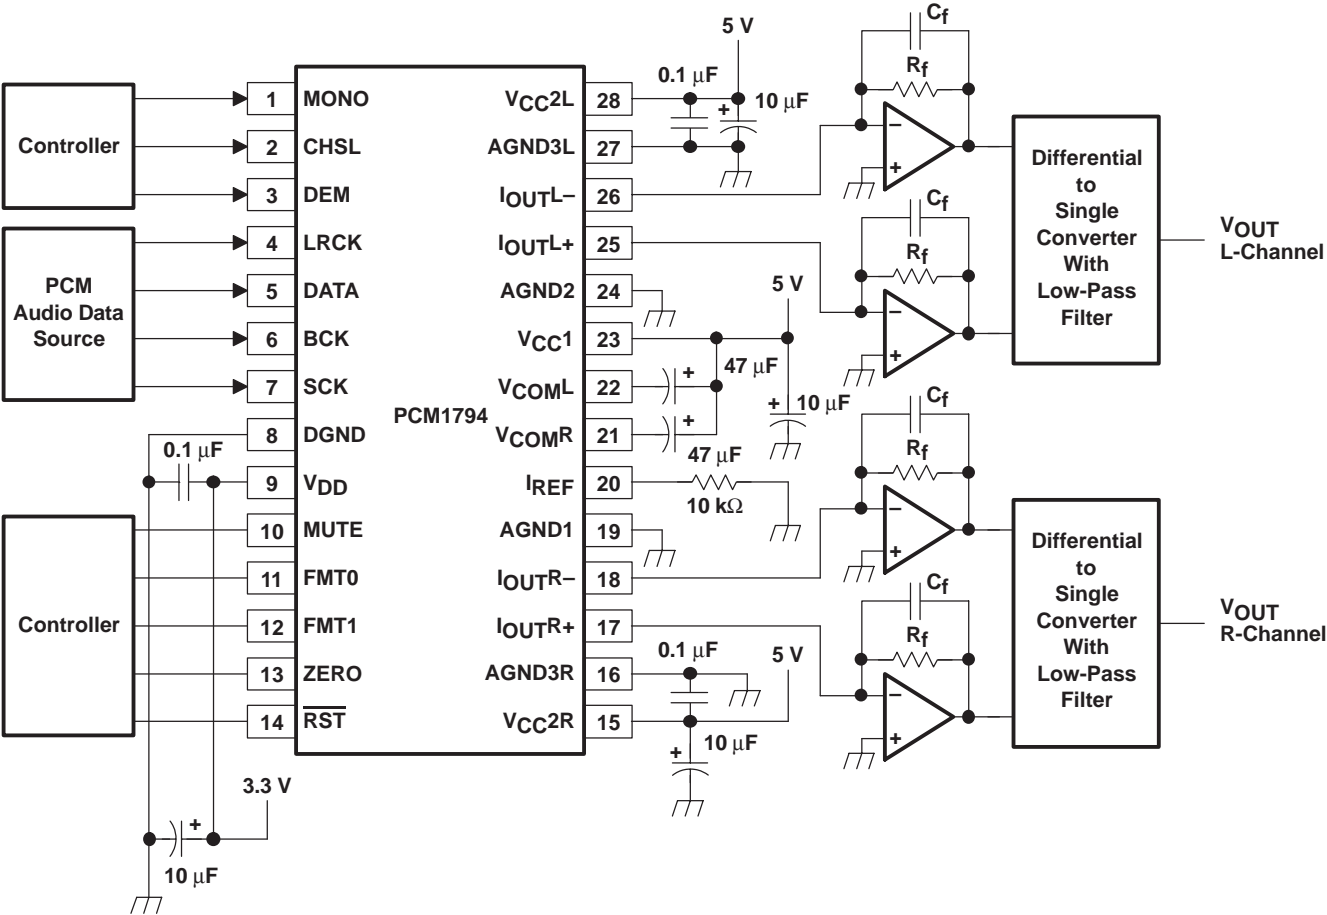 Controller
PCM
Audio Data
Source
Controller
1 MONO
2 CHSL
3 DEM
4 LRCK
5 DATA
6 BCK
7 SCK
8 DGND
9 VDD
10 MUTE
11 FMT0
12 FMT1
13 ZERO
14 RST
0.1 μF
3.3 V
+
10 μF
PCM1794
VCC2L 28
AGND3L 27
IOUTL– 26
IOUTL+ 25
AGND2 24
VCC1 23
VCOML 22
VCOMR 21
IREF 20
AGND1 19
IOUTR– 18
IOUTR+ 17
AGND3R 16
VCC2R 15
5 V
0.1 μF
+
10 μF
5 V
47 μF
+
+
47 μF
+
10 μF
10 kΩ
0.1 μF
5 V
10 μF
+
Cf
Rf
–
+
Cf
Rf
–
+
Cf
Rf
–
+
Cf
Rf
–
+
Differential
to
Single
Converter
With
Low-Pass
Filter
VOUT
L-Channel
Differential
to
Single
Converter
With
Low-Pass
Filter
VOUT
R-Channel